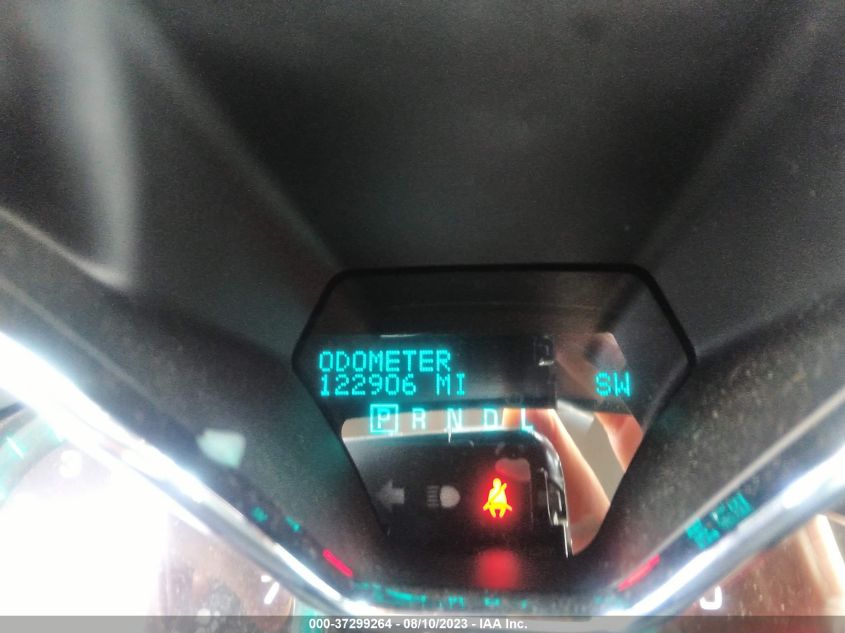 ODOMETER
122906 MI SW
P R N D L
000-37299264 - 08/10/2023 - IAA Inc.